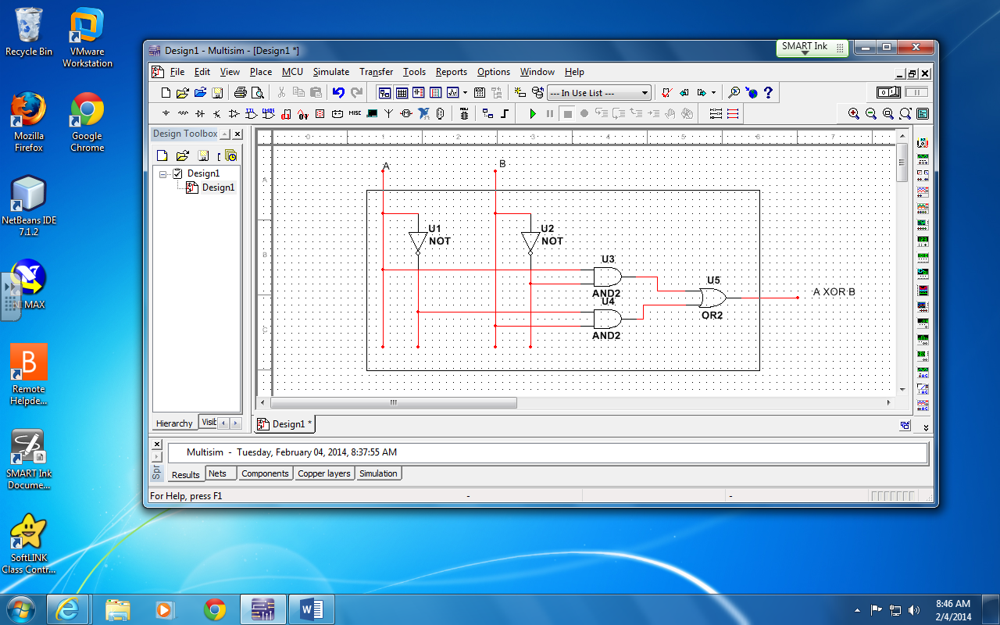 Recycle Bin
VMware
Workstation
Mozilla
Firefox
Google
Chrome
NetBeans IDE
7.1.2
NI MAX
Remote
Helpde...
SMART Ink
Docume...
SoftLINK
Class Contr...
Design1 - Multisim - [Design1 *]
SMART Ink
File Edit View Place MCU Simulate Transfer Tools Reports Options Window Help
--- In Use List ---
TTL CMOS MISC
Design Toolbox
Design1
Design1
Hierarchy Visit
0 1 2 3 4 5 6 7
A
B
C
A
B
U1
NOT
U2
NOT
U3
AND2
U4
AND2
U5
OR2
A XOR B
Design1 *
Spr
Multisim - Tuesday, February 04, 2014, 8:37:55 AM
Results Nets Components Copper layers Simulation
For Help, press F1
- -
8:46 AM
2/4/2014